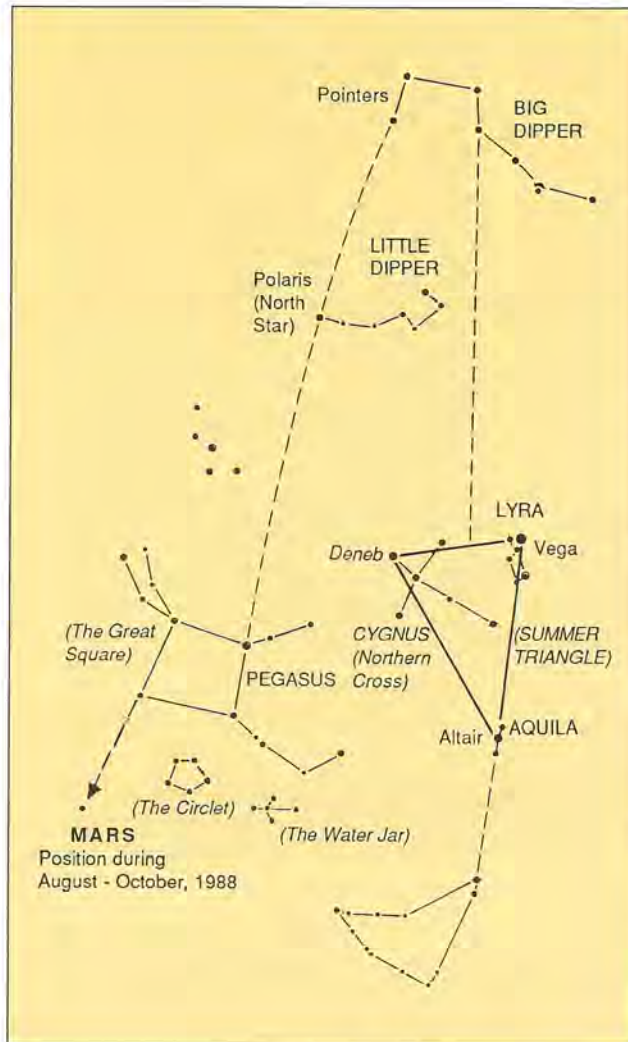 Pointers
BIG
DIPPER
LITTLE
DIPPER
Polaris
(North
Star)
LYRA
Deneb
Vega
(The Great
Square)
CYGNUS
(Northern
Cross)
(SUMMER
TRIANGLE)
PEGASUS
Altair
AQUILA
(The Circlet)
(The Water Jar)
MARS
Position during
August - October, 1988